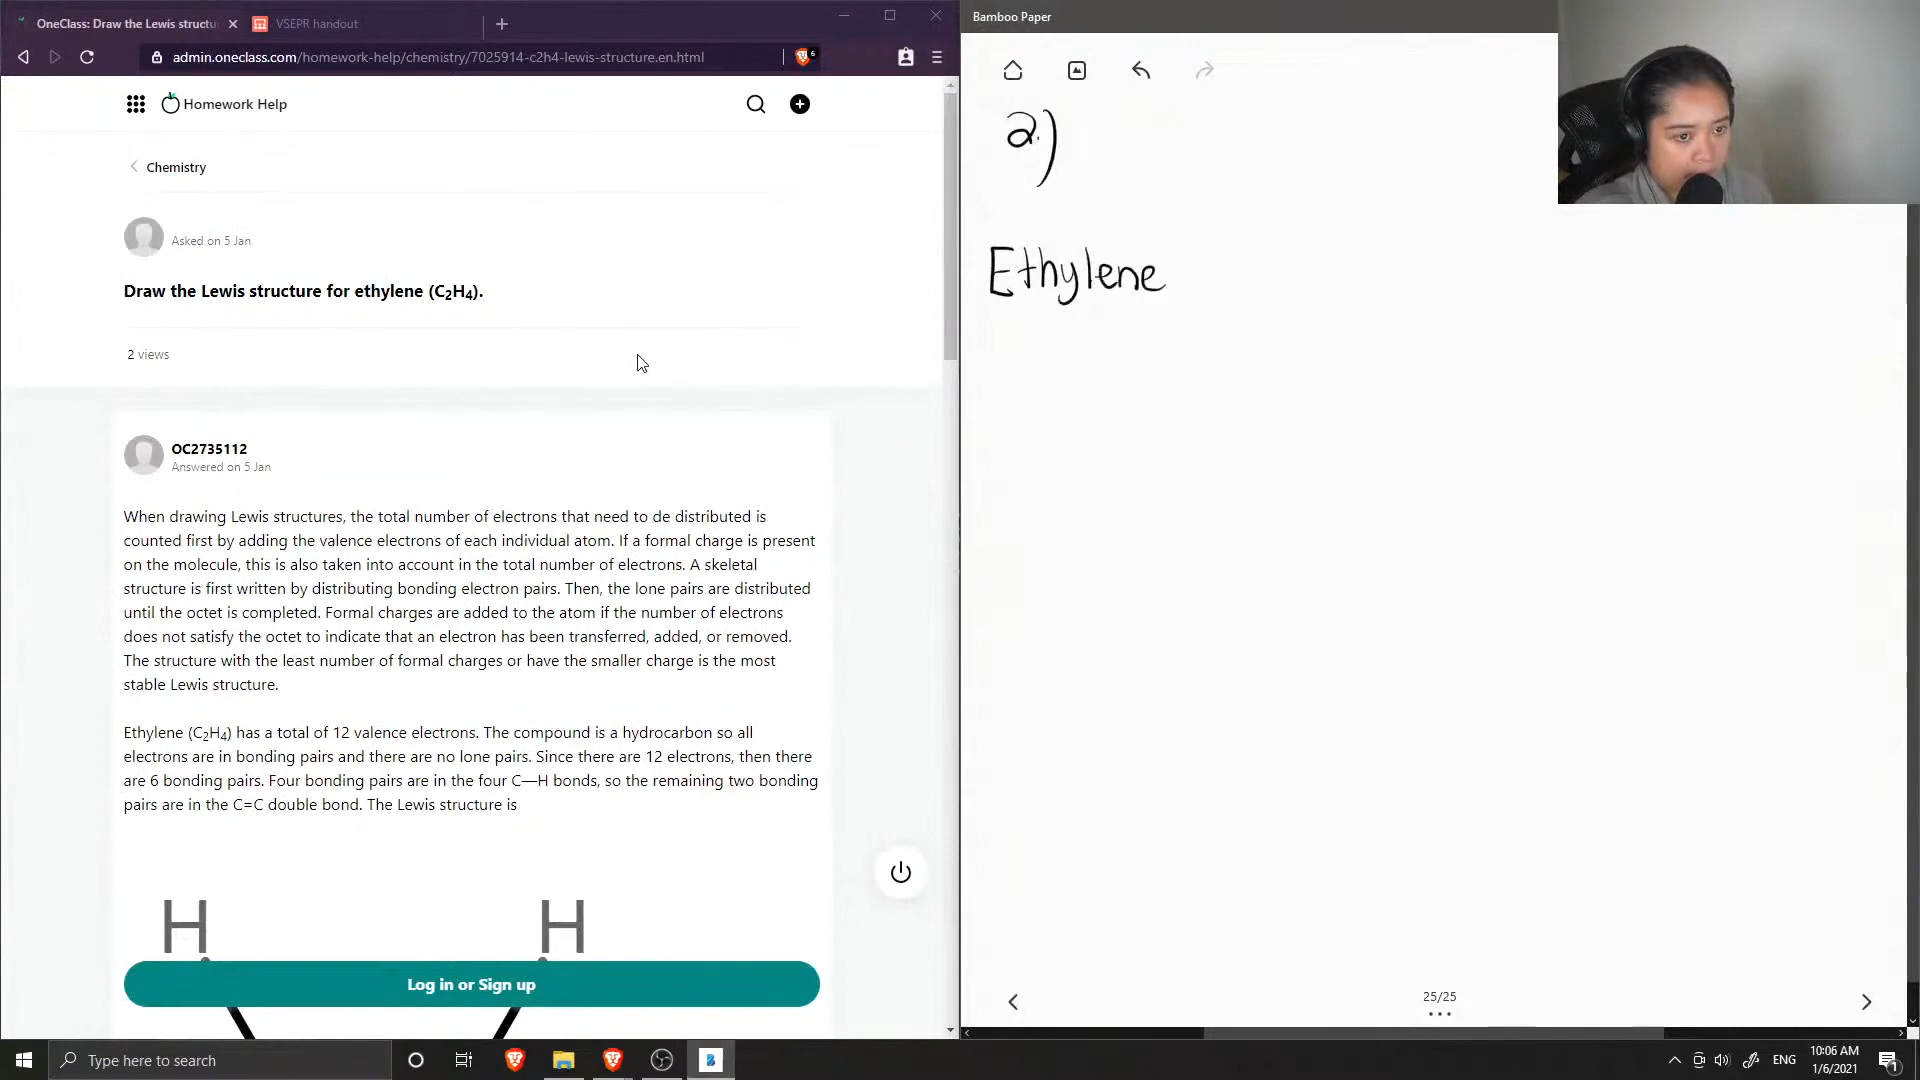 OneClass: Draw the Lewis structu
VSEPR handout
admin.oneclass.com/homework-help/chemistry/7025914-c2h4-lewis-structure.en.html
6
Homework Help
Chemistry
Asked on 5 Jan
Draw the Lewis structure for ethylene (C₂H₄).
2 views
OC2735112
Answered on 5 Jan
When drawing Lewis structures, the total number of electrons that need to de distributed is
counted first by adding the valence electrons of each individual atom. If a formal charge is present
on the molecule, this is also taken into account in the total number of electrons. A skeletal
structure is first written by distributing bonding electron pairs. Then, the lone pairs are distributed
until the octet is completed. Formal charges are added to the atom if the number of electrons
does not satisfy the octet to indicate that an electron has been transferred, added, or removed.
The structure with the least number of formal charges or have the smaller charge is the most
stable Lewis structure.
Ethylene (C₂H₄) has a total of 12 valence electrons. The compound is a hydrocarbon so all
electrons are in bonding pairs and there are no lone pairs. Since there are 12 electrons, then there
are 6 bonding pairs. Four bonding pairs are in the four C—H bonds, so the remaining two bonding
pairs are in the C=C double bond. The Lewis structure is
H H
Log in or Sign up
Bamboo Paper
2.)
Ethylene
25/25
Type here to search
ENG
10:06 AM
1/6/2021
1